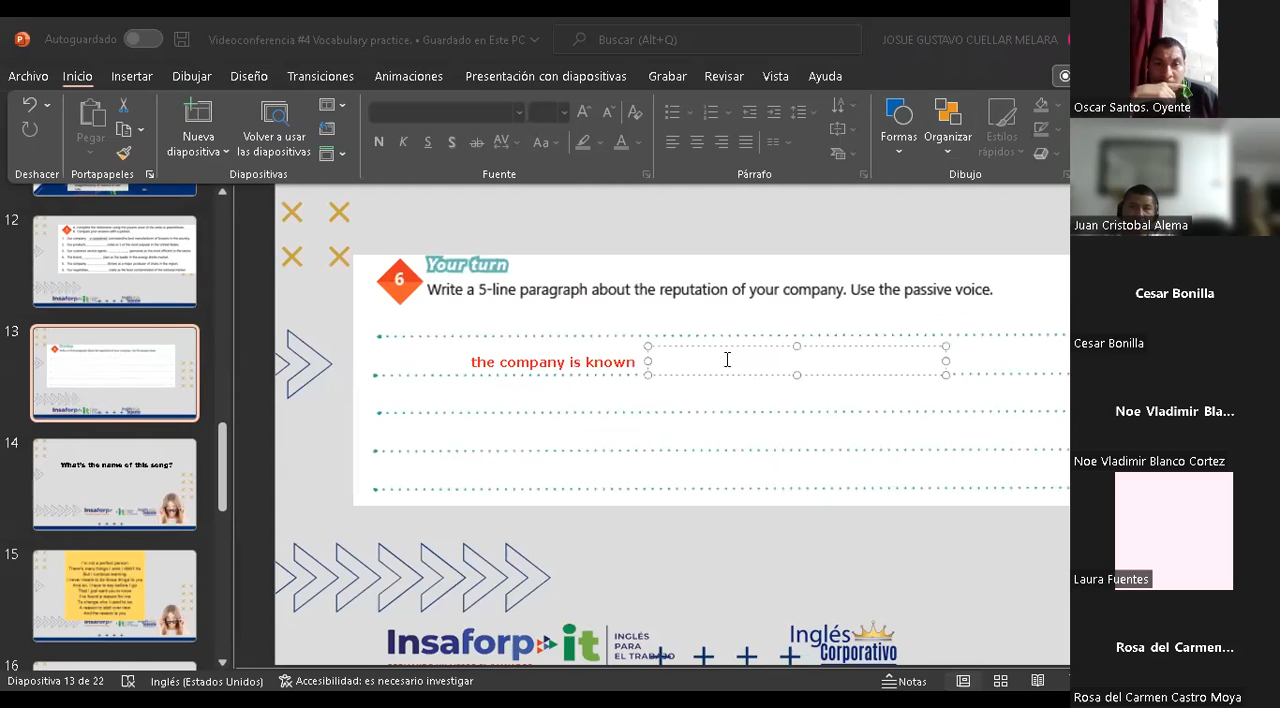 Autoguardado
Videoconferencia #4 Vocabulary practice. • Guardado en Este PC
Buscar (Alt+Q)
JOSUE GUSTAVO CUELLAR MELARA
Archivo Inicio Insertar Dibujar Diseño Transiciones Animaciones Presentación con diapositivas Grabar Revisar Vista Ayuda
Pegar
Nueva diapositiva
Volver a usar las diapositivas
N K S S ab AV Aa A
Formas
Organizar
Estilos rápidos
Deshacer Portapapeles Diapositivas Fuente Párrafo Dibujo
12
13
14
What's the name of this song?
15
16
6
Your turn
Write a 5-line paragraph about the reputation of your company. Use the passive voice.
the company is known
Insaforp it
INGLÉS
PARA
EL TRABAJO
Inglés
Corporativo
Diapositiva 13 de 22
Inglés (Estados Unidos)
Accesibilidad: es necesario investigar
Notas
Oscar Santos. Oyente
Juan Cristobal Alema
Cesar Bonilla
Cesar Bonilla
Noe Vladimir Bla...
Noe Vladimir Blanco Cortez
Laura Fuentes
Rosa del Carmen...
Rosa del Carmen Castro Moya